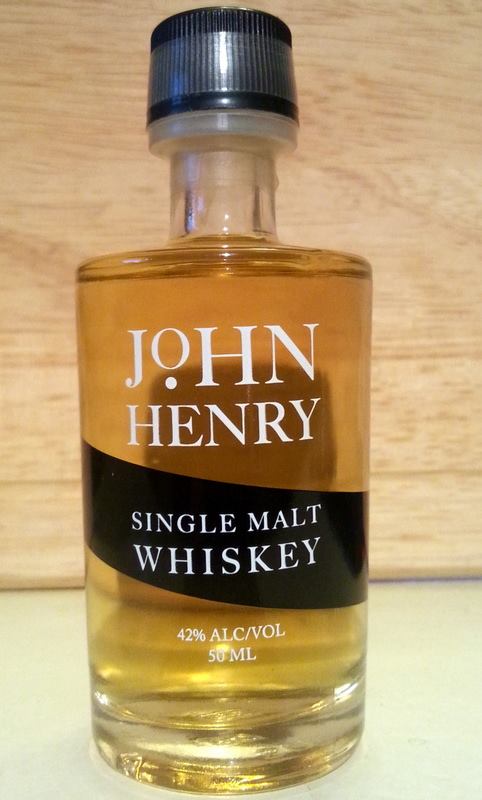 JOHN
HENRY
SINGLE MALT
WHISKEY
42% ALC/VOL
50 ML